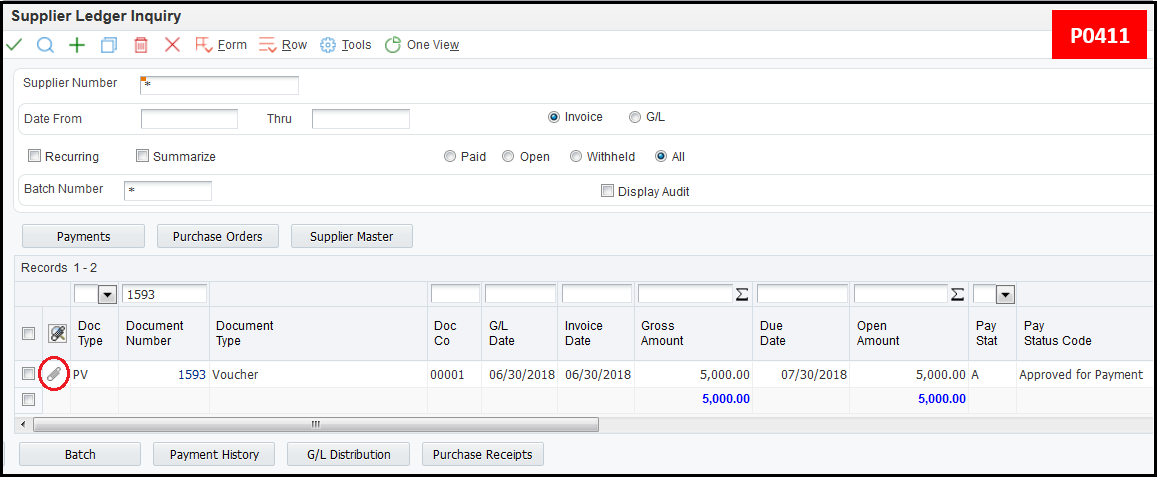 Supplier Ledger Inquiry
P0411
Form Row Tools One View
Supplier Number *
Date From Thru Invoice G/L
Recurring Summarize Paid Open Withheld All
Batch Number * Display Audit
Payments Purchase Orders Supplier Master
Records 1 - 2
1593
Doc Document Document Doc G/L Invoice Gross Due Open Pay Pay
Type Number Type Co Date Date Amount Date Amount Stat Status Code
PV 1593 Voucher 00001 06/30/2018 06/30/2018 5,000.00 07/30/2018 5,000.00 A Approved for Payment
5,000.00 5,000.00
Batch Payment History G/L Distribution Purchase Receipts